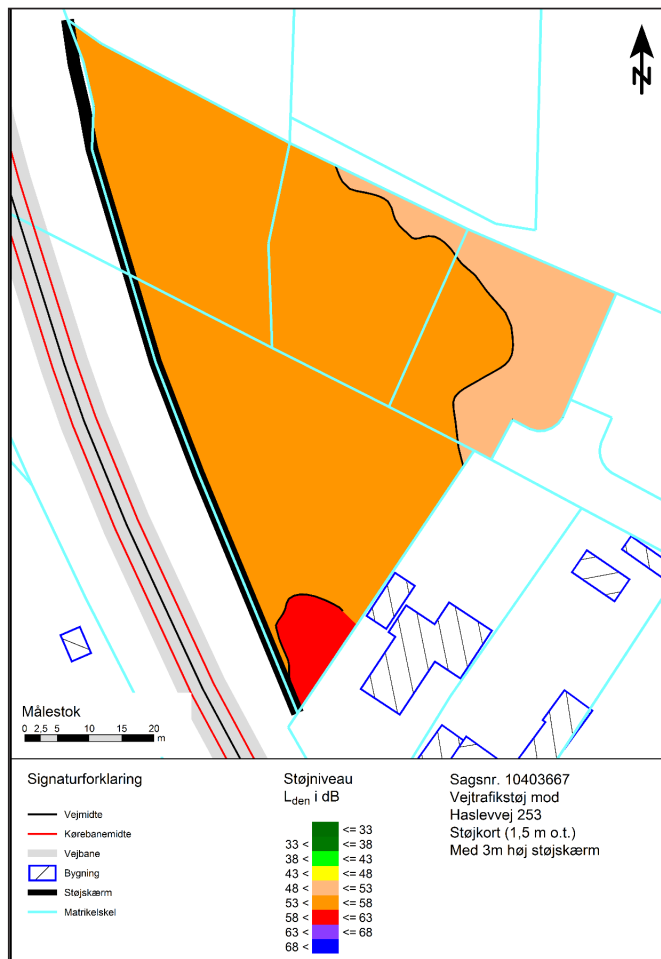 N
Målestok
0 2,5 5 10 15 20
m
Signaturforklaring
Vejmidte
Kørebanemidte
Vejbane
Bygning
Støjskærm
Matrikelskel
Støjniveau
Lden i dB
<= 33
33 < <= 38
38 < <= 43
43 < <= 48
48 < <= 53
53 < <= 58
58 < <= 63
63 < <= 68
68 <
Sagsnr. 10403667
Vejtrafikstøj mod
Haslevvej 253
Støjkort (1,5 m o.t.)
Med 3m høj støjskærm